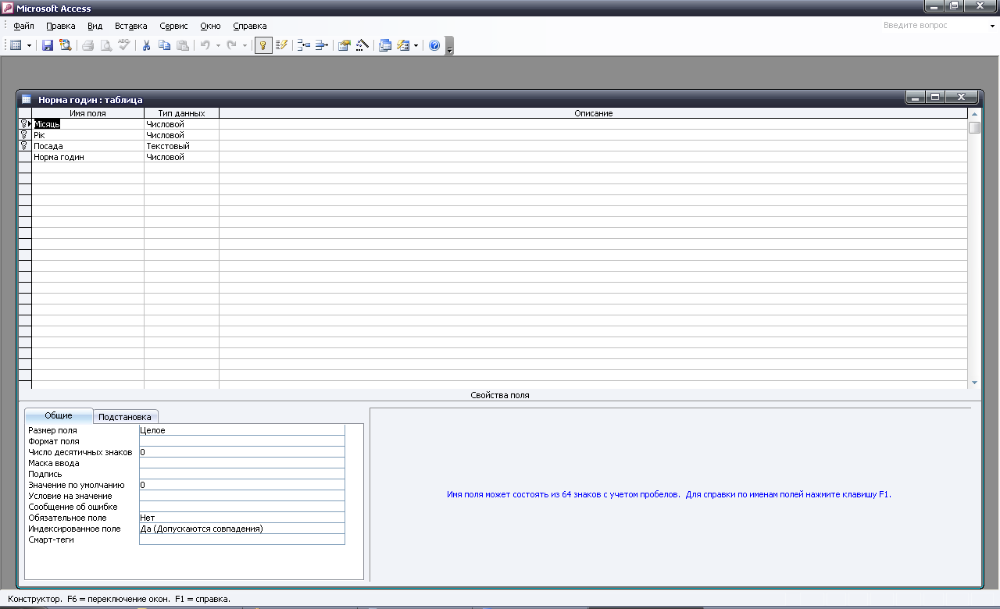 Microsoft Access
Файл Правка Вид Вставка Сервис Окно Справка Введите вопрос
Норма годин : таблица
Имя поля Тип данных Описание
Місяць Числовой
Рік Числовой
Посада Текстовый
Норма годин Числовой
Свойства поля
Общие Подстановка
Размер поля Целое
Формат поля
Число десятичных знаков 0
Маска ввода
Подпись
Значение по умолчанию 0
Условие на значение
Сообщение об ошибке
Обязательное поле Нет
Индексированное поле Да (Допускаются совпадения)
Смарт-теги
Имя поля может состоять из 64 знаков с учетом пробелов. Для справки по именам полей нажмите клавишу F1.
Конструктор. F6 = переключение окон. F1 = справка.